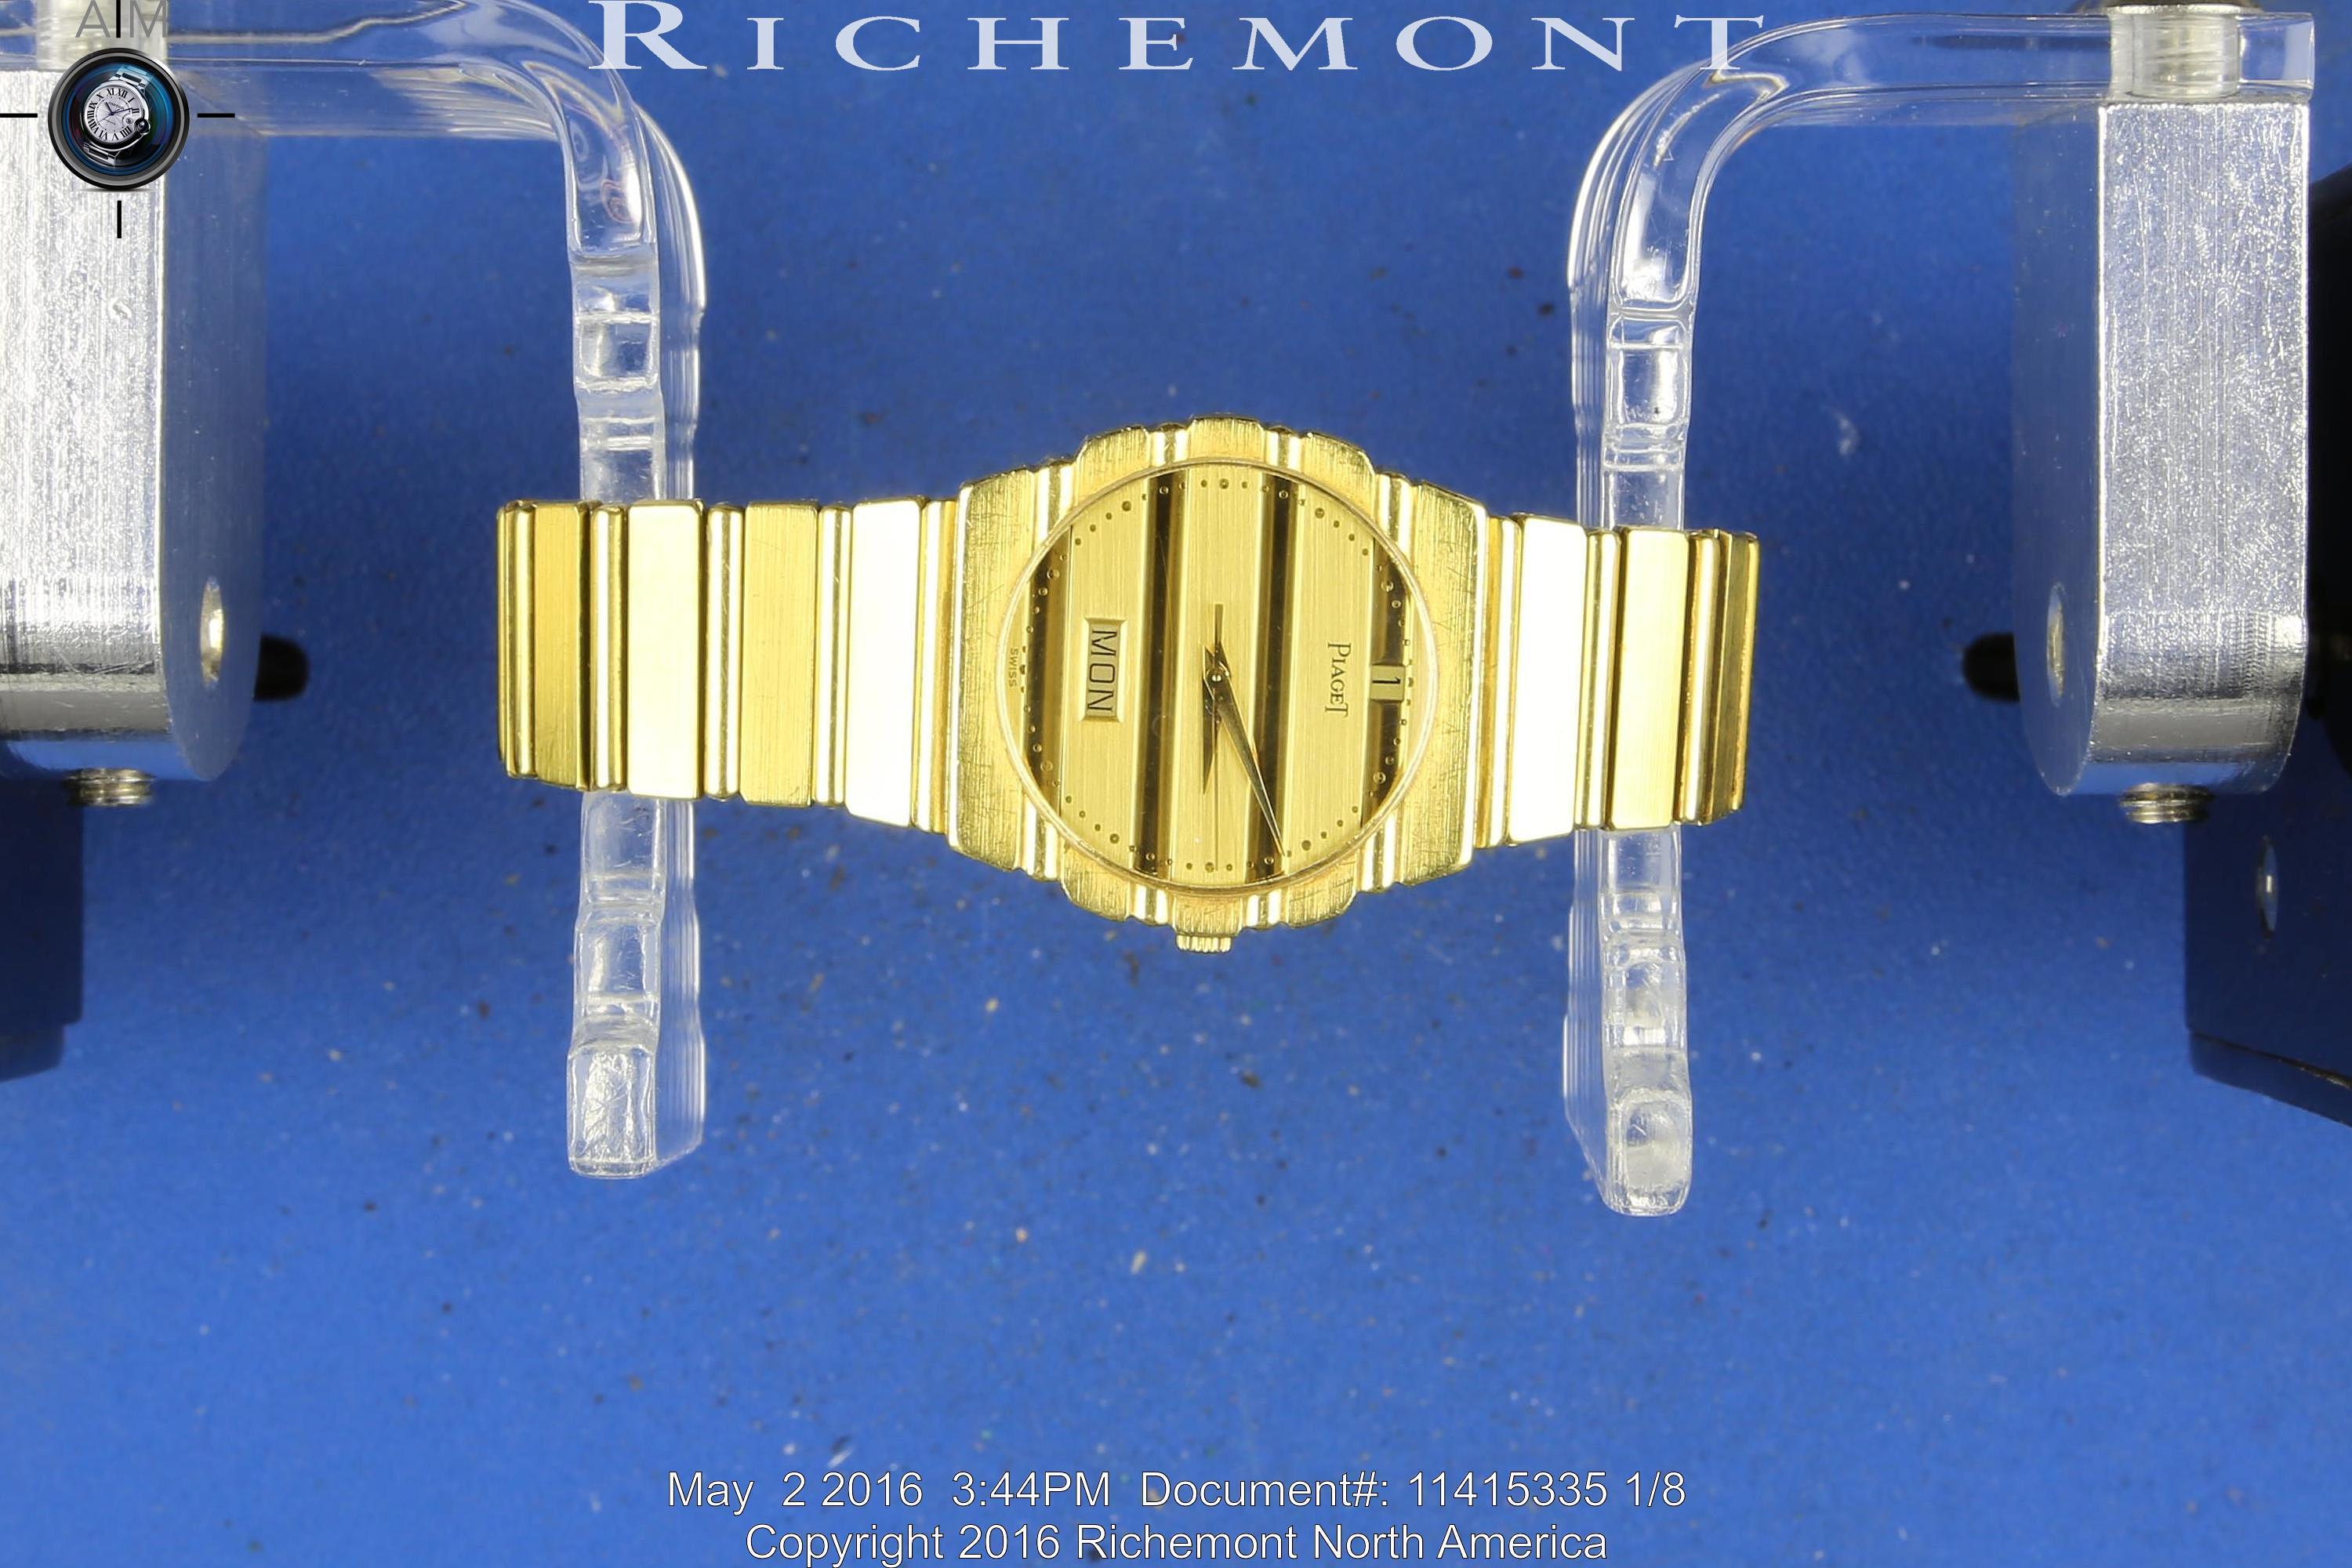 AIM
RICHEMONT
MON
PIAGET
1
SWISS
May 2 2016 3:44PM Document#: 11415335 1/8
Copyright 2016 Richemont North America